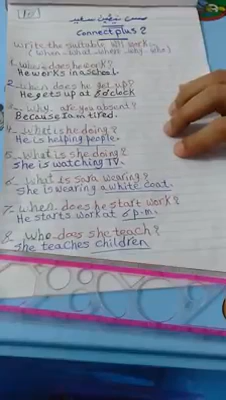 Connect plus 2
Write the suitable wh work
(when - what - where - why - who)
1- where does he work?
He works in a school.
2- when does he get up?
He gets up at 8 o'clock
3- why are you absent?
Because I am tired.
4- what is he doing?
He is helping people.
5- What is she doing?
She is watching TV.
6- What is Sara wearing?
She is wearing a white coat.
7- when does he start work?
He starts work at 6 p.m.
8- who does she teach?
she teaches children